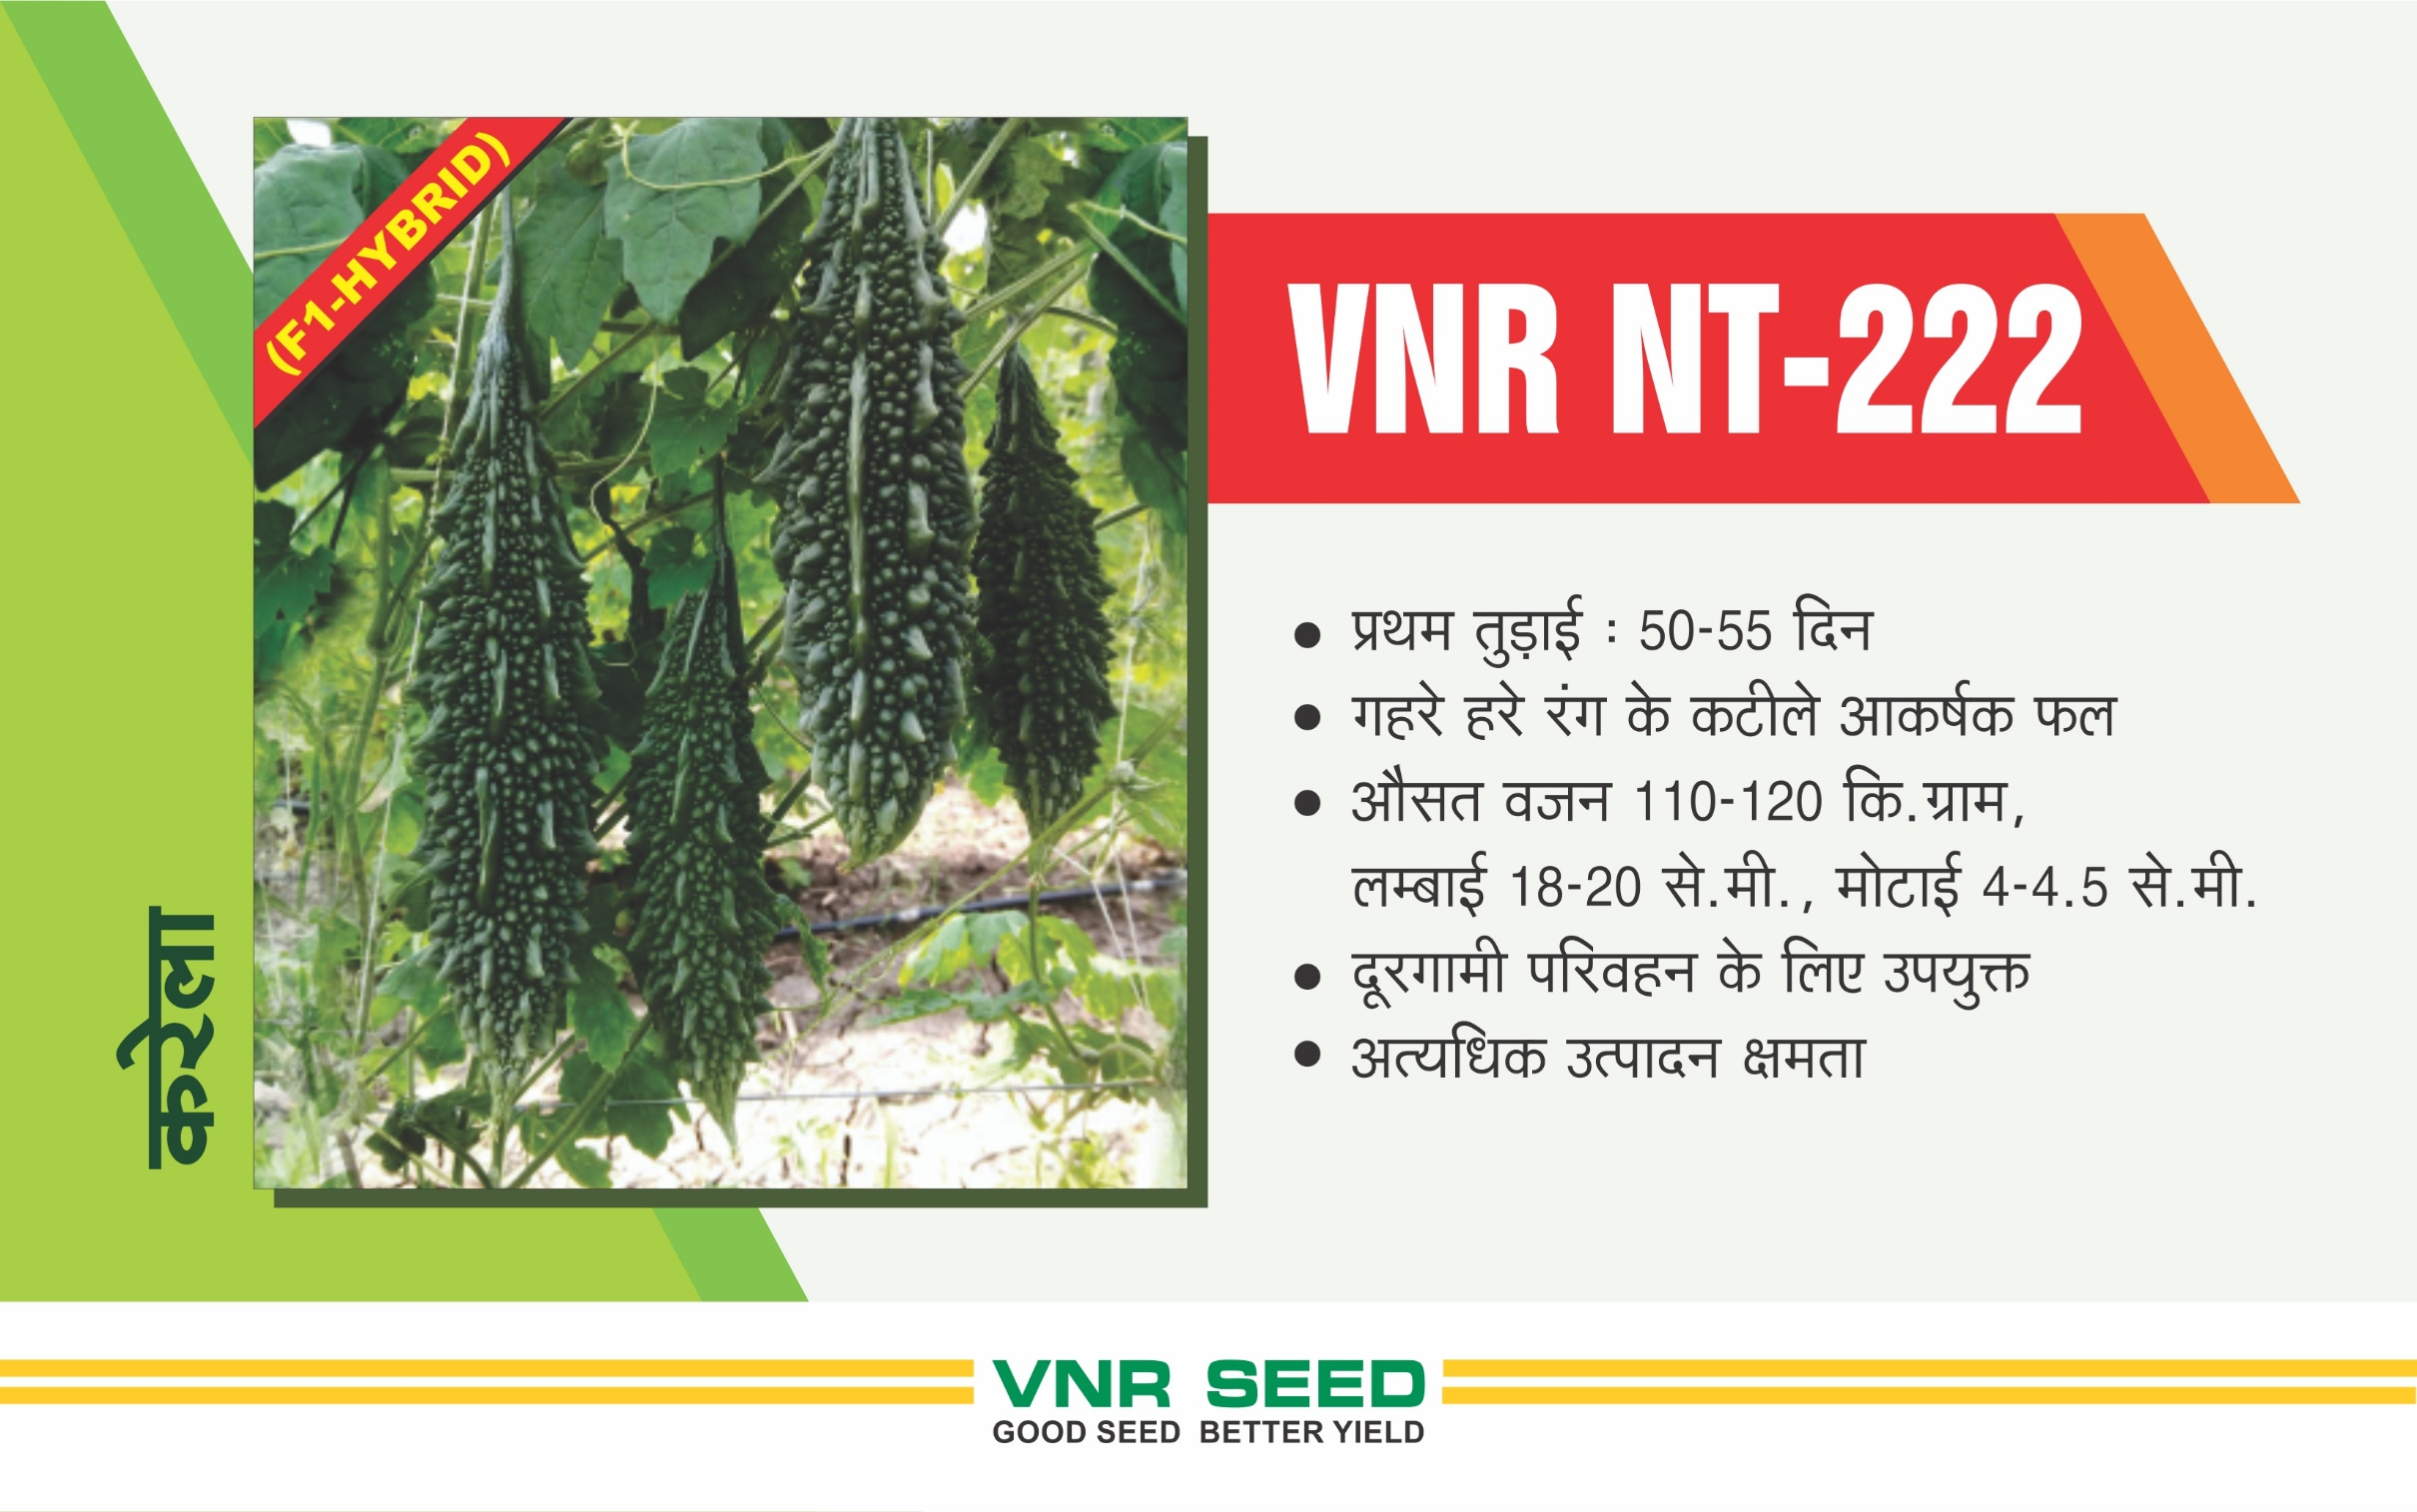 (F1-HYBRID)
करेला
VNR NT-222
● प्रथम तुड़ाई : 50-55 दिन
● गहरे हरे रंग के कटीले आकर्षक फल
● औसत वजन 110-120 कि.ग्राम,
लम्बाई 18-20 से.मी., मोटाई 4-4.5 से.मी.
● दूरगामी परिवहन के लिए उपयुक्त
● अत्यधिक उत्पादन क्षमता
VNR SEED
GOOD SEED BETTER YIELD